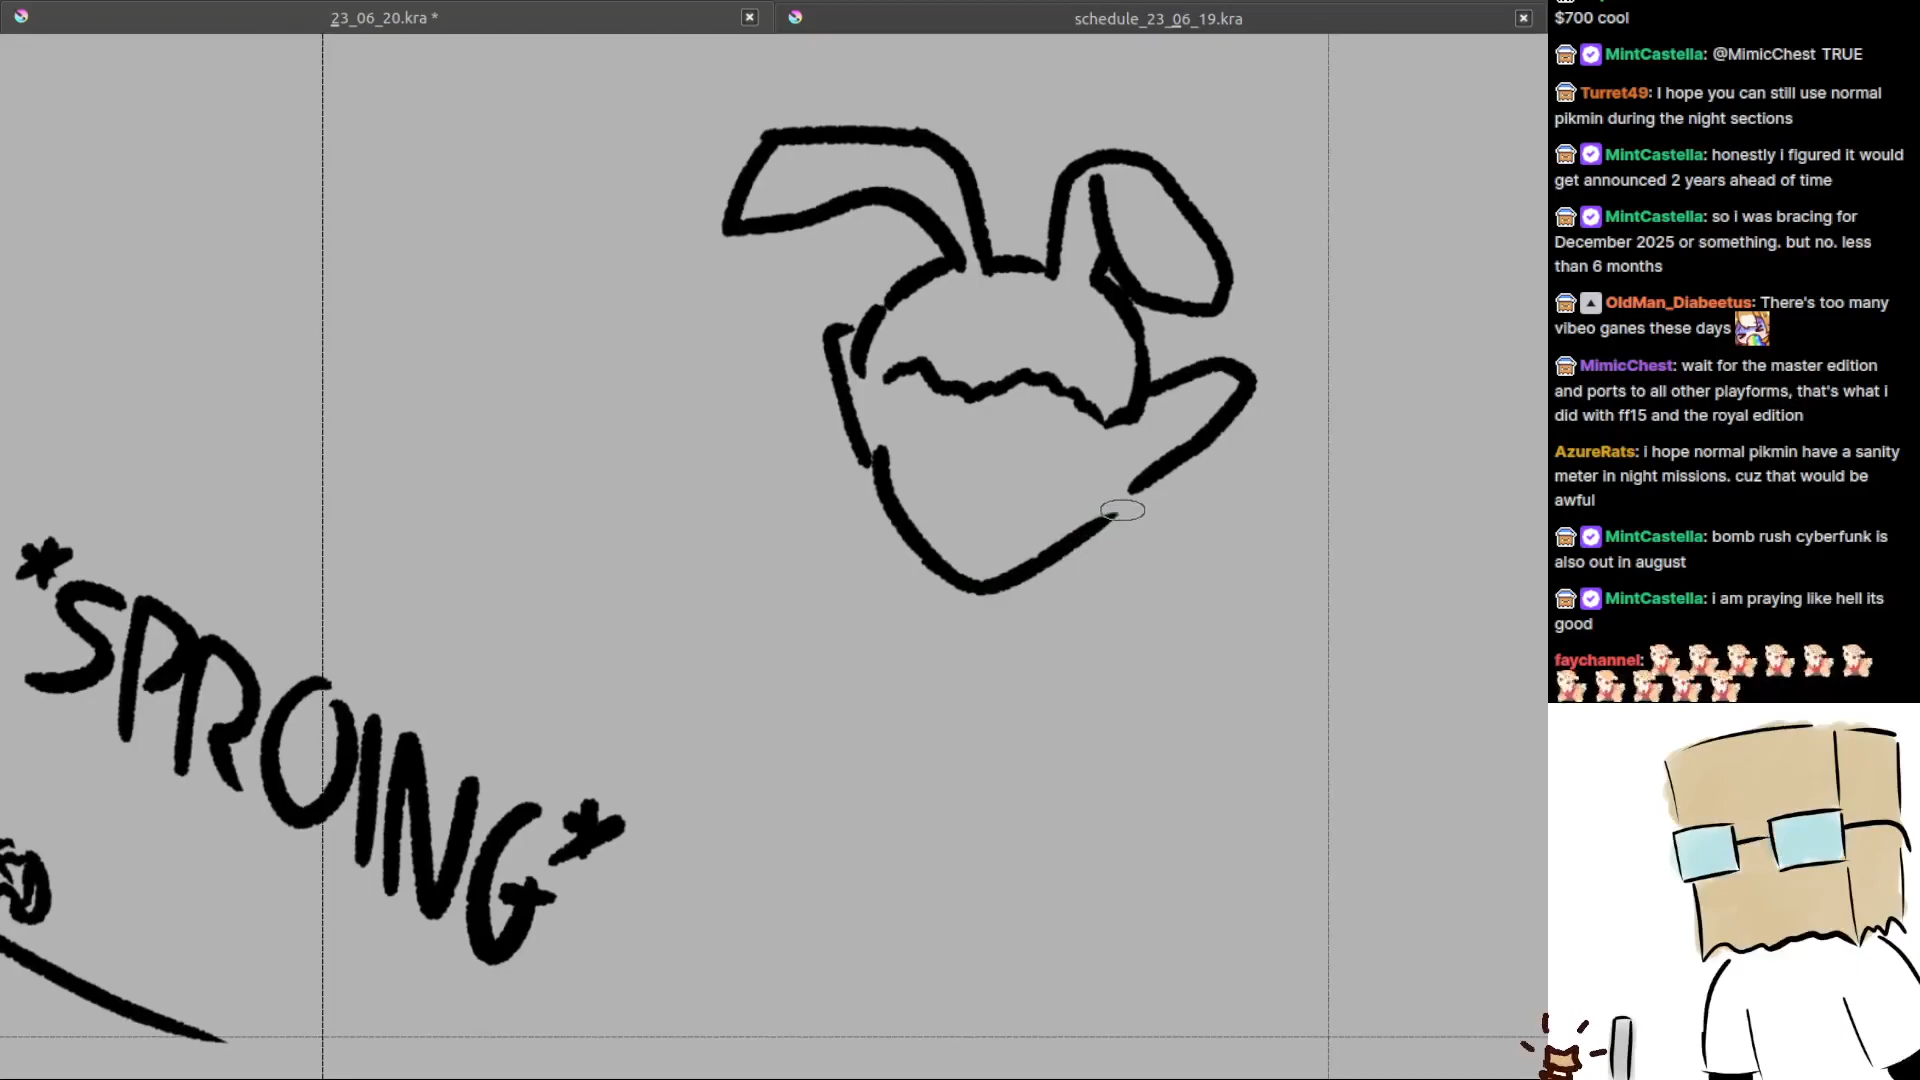 23_06_20.kra *
schedule_23_06_19.kra
$700 cool
MintCastella: @MimicChest TRUE
Turret49: I hope you can still use normal
pikmin during the night sections
MintCastella: honestly i figured it would
get announced 2 years ahead of time
MintCastella: so i was bracing for
December 2025 or something. but no. less
than 6 months
OldMan_Diabeetus: There's too many
vibeo ganes these days
MimicChest: wait for the master edition
and ports to all other playforms, that's what i
did with ff15 and the royal edition
AzureRats: i hope normal pikmin have a sanity
meter in night missions. cuz that would be
awful
MintCastella: bomb rush cyberfunk is
also out in august
MintCastella: i am praying like hell its
good
faychannel:
*SPROING*